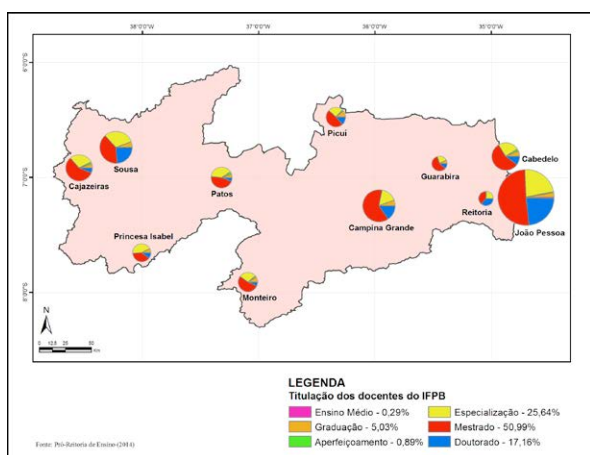 38°0'0"W 37°0'0"W 36°0'0"W 35°0'0"W
6°0'0"S
7°0'0"S
8°0'0"S
Picuí
Cabedelo
Guarabira
Sousa
Cajazeiras
Patos
Reitoria
João Pessoa
Campina Grande
Princesa Isabel
Monteiro
N
LEGENDA
Titulação dos docentes do IFPB
Ensino Médio - 0,29%
Graduação - 5,03%
Aperfeiçoamento - 0,89%
Especialização - 25,64%
Mestrado - 50,99%
Doutorado - 17,16%
Fonte: Pró-Reitoria de Ensino (2014)